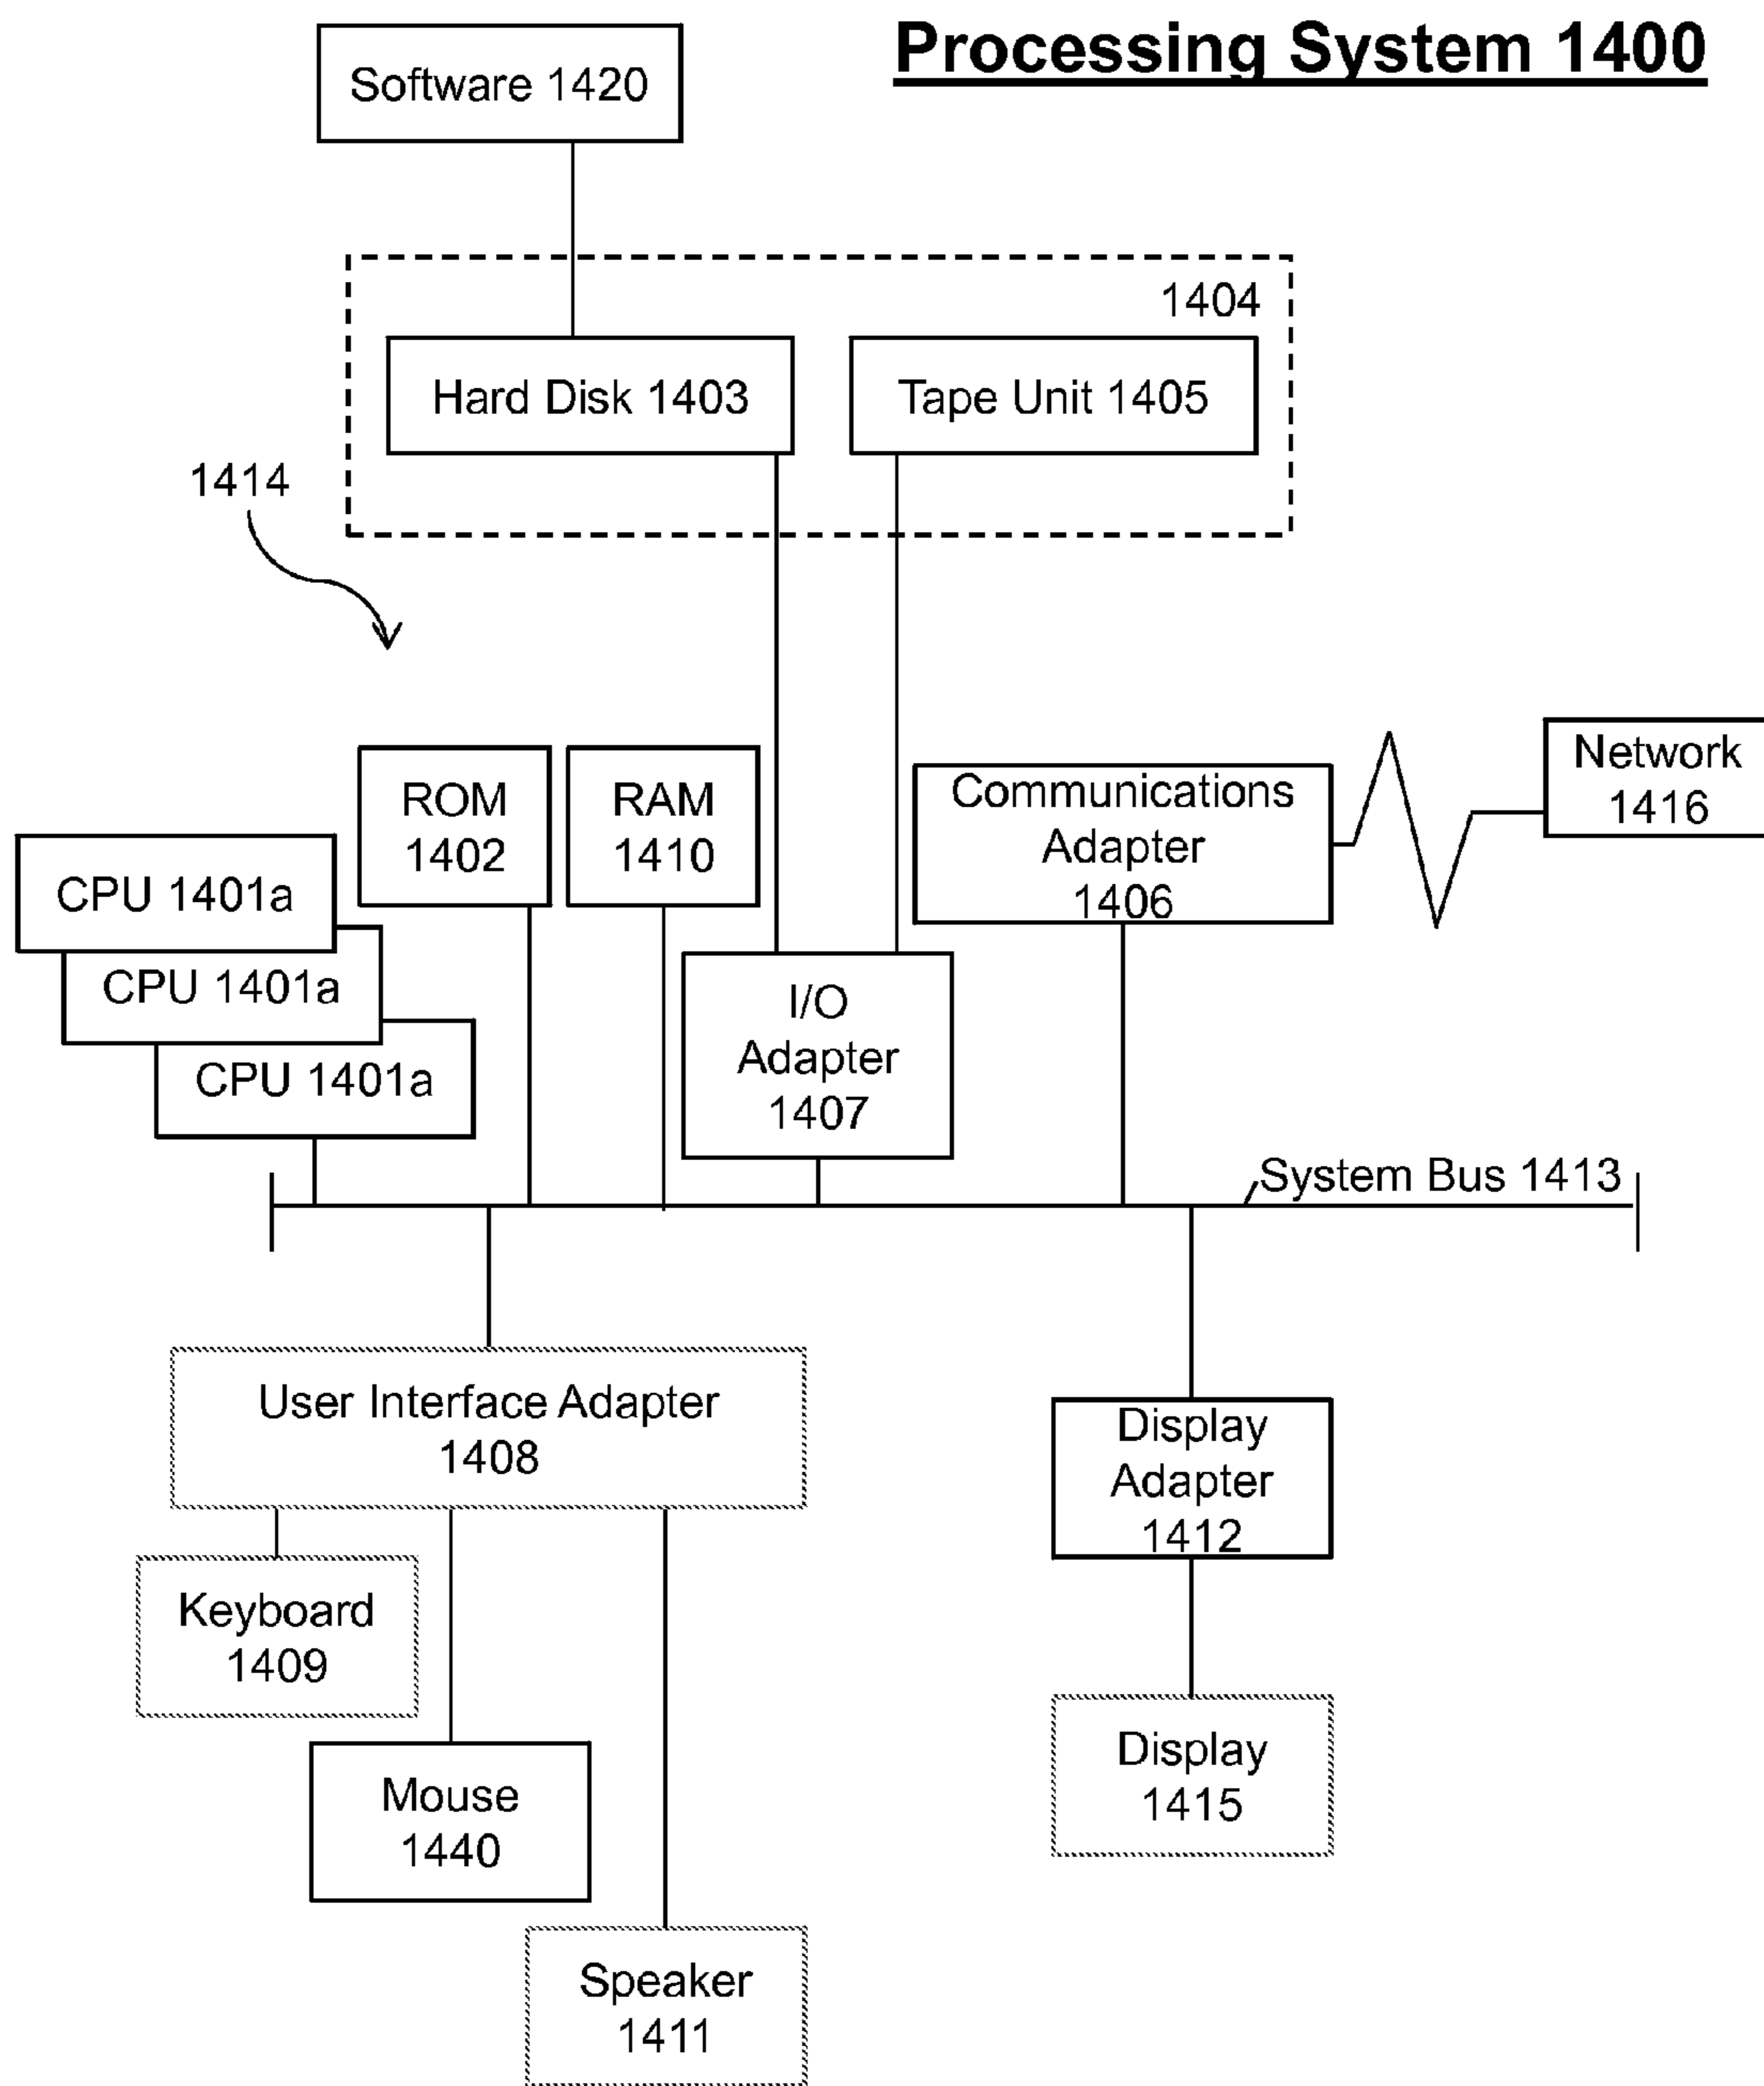 Processing System 1400
Software 1420
1404
Hard Disk 1403
Tape Unit 1405
1414
Network
1416
ROM
1402
RAM
1410
Communications
Adapter
1406
CPU 1401a
CPU 1401a
CPU 1401a
I/O
Adapter
1407
System Bus 1413
User Interface Adapter
1408
Display
Adapter
1412
Keyboard
1409
Mouse
1440
Display
1415
Speaker
1411